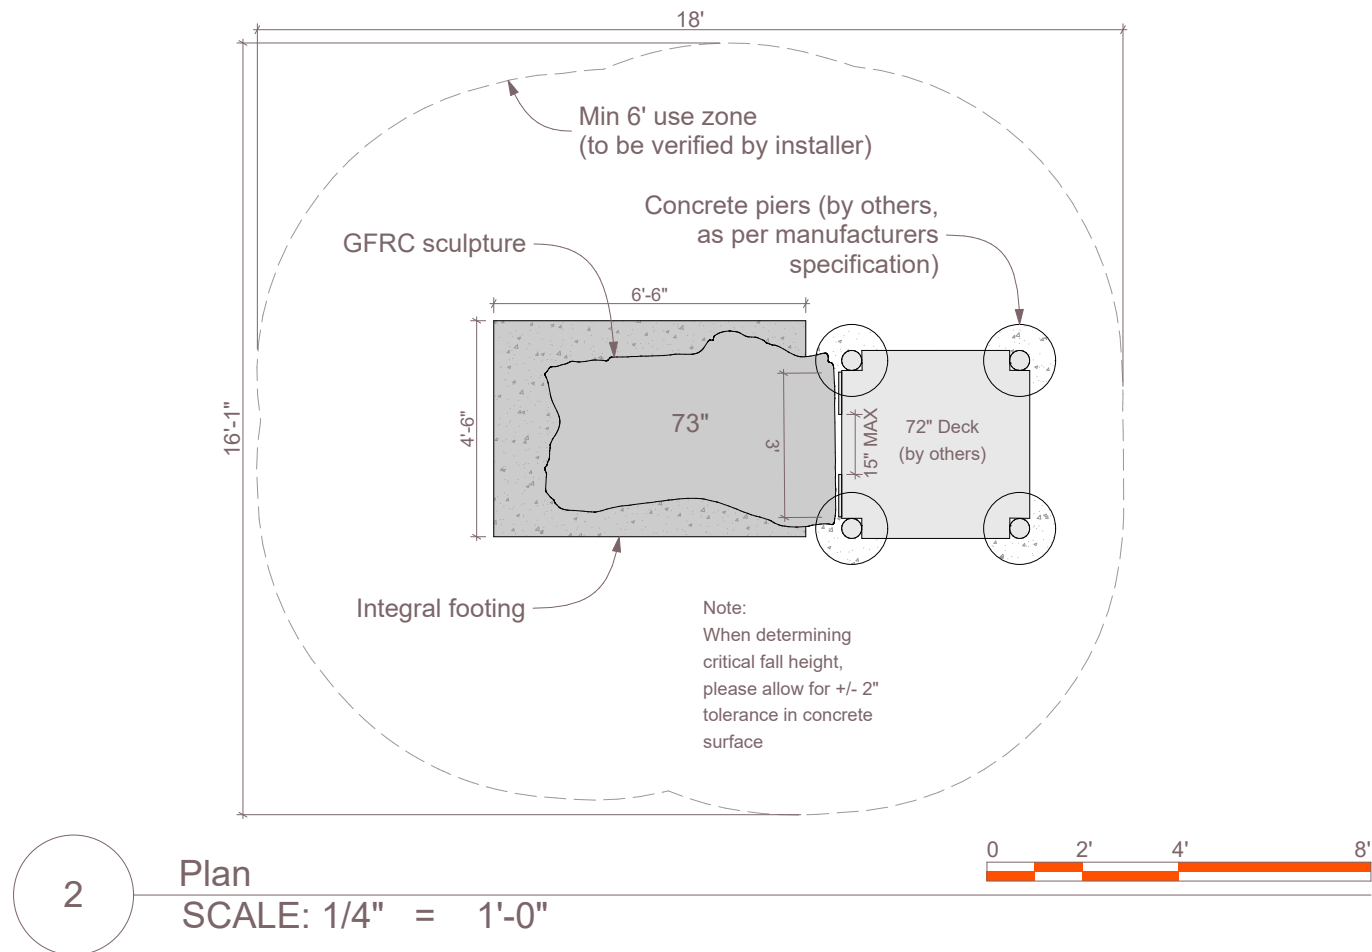 18'
Min 6' use zone
(to be verified by installer)
Concrete piers (by others,
as per manufacturers
specification)
GFRC sculpture
6'-6"
16'-1"
4'-6"
73"
3'
15" MAX
72" Deck
(by others)
Integral footing
Note:
When determining
critical fall height,
please allow for +/- 2"
tolerance in concrete
surface
0 2' 4' 8'
2
Plan
SCALE: 1/4" = 1'-0"